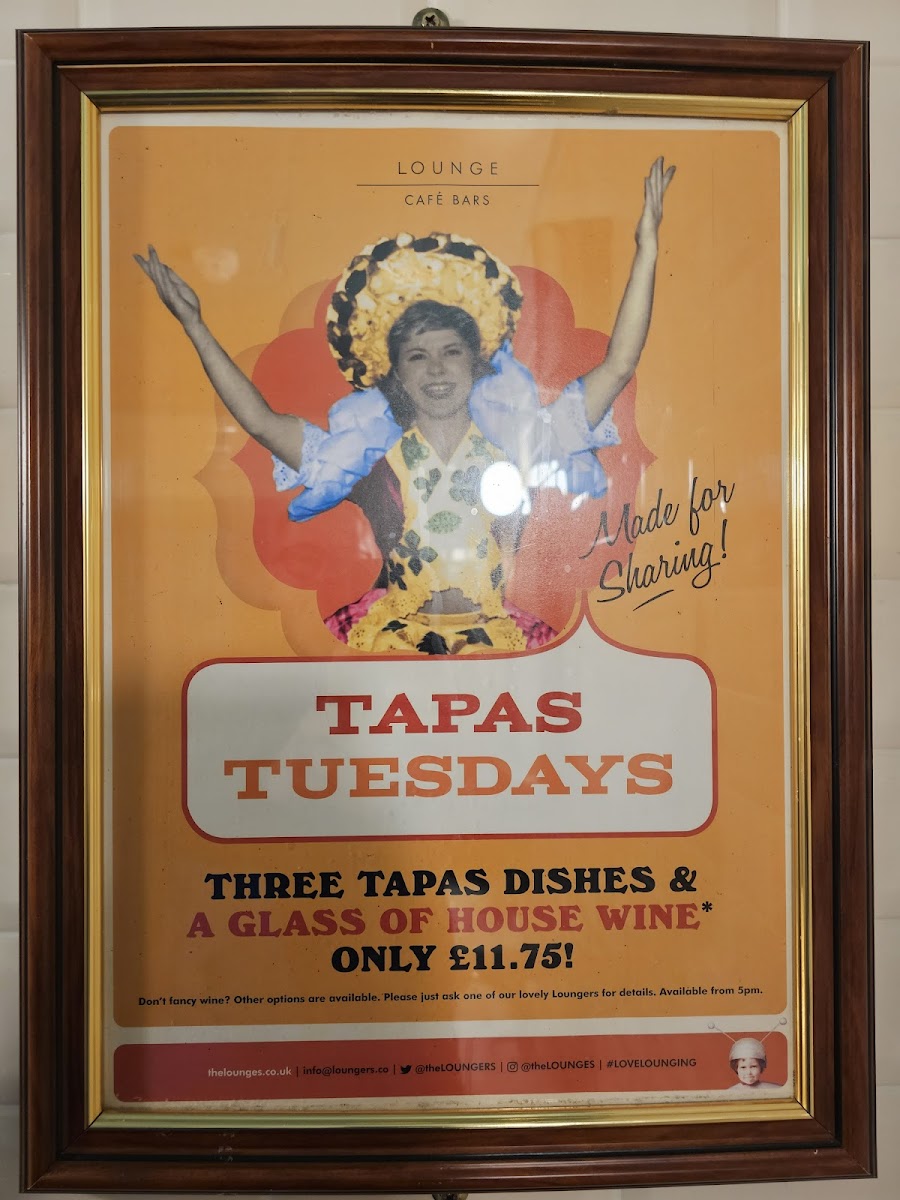 LOUNGE
CAFÉ BARS
Made for
Sharing!
TAPAS
TUESDAYS
THREE TAPAS DISHES &
A GLASS OF HOUSE WINE*
ONLY £11.75!
Don't fancy wine? Other options are available. Please just ask one of our lovely Loungers for details. Available from 5pm.
thelounges.co.uk | info@loungers.co | @theLOUNGERS | @theLOUNGES | #LOVELOUNGING